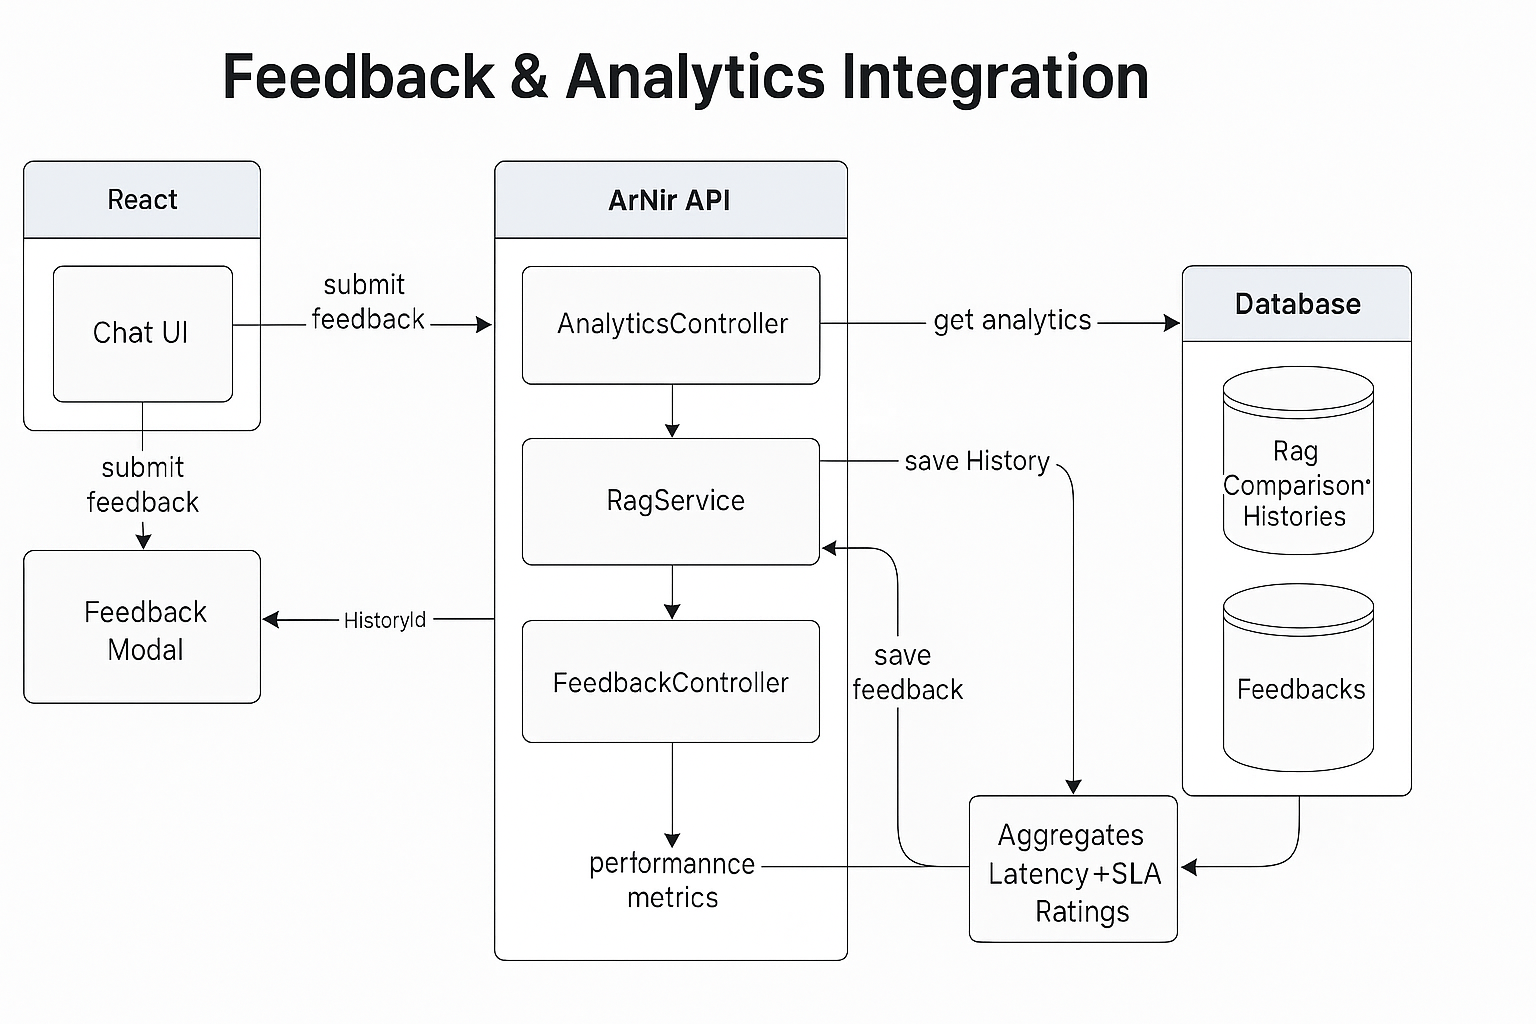 Feedback & Analytics Integration
React
Chat UI
submit
feedback
submit
feedback
Feedback
Modal
HistoryId
ArNir API
AnalyticsController
RagService
FeedbackController
performannce
metrics
get analytics
save History
save
feedback
Database
Rag
Comparison·
Histories
Feedbacks
Aggregates
Latency+SLA
Ratings